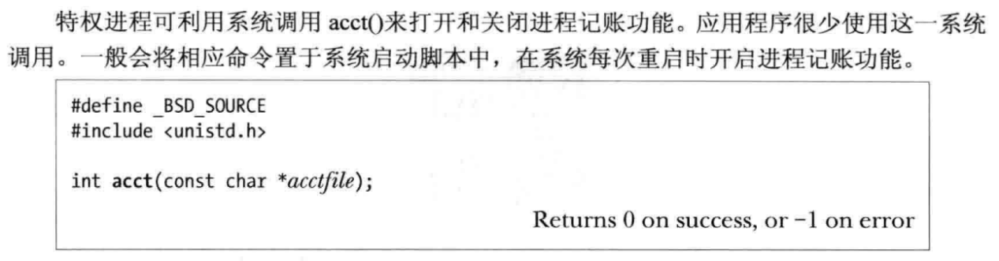 特权进程可利用系统调用 acct()来打开和关闭进程记账功能。应用程序很少使用这一系统
调用。一般会将相应命令置于系统启动脚本中，在系统每次重启时开启进程记账功能。
#define _BSD_SOURCE
#include <unistd.h>
int acct(const char *acctfile);
Returns 0 on success, or −1 on error